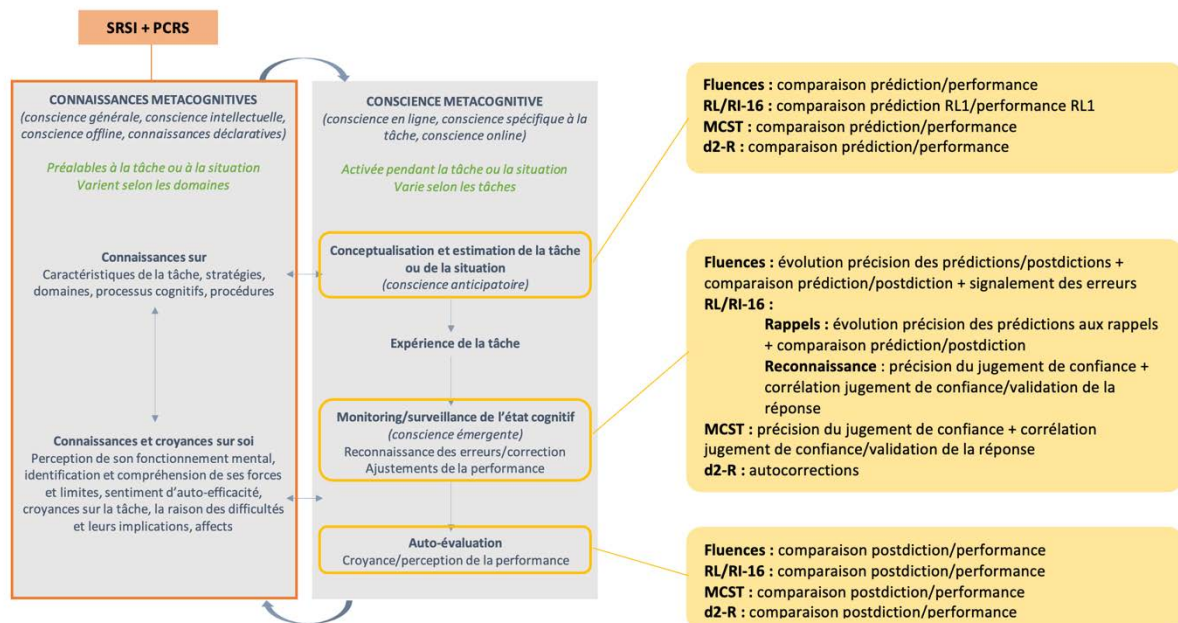 SRSI + PCRS
CONNAISSANCES METACOGNITIVES
(conscience générale, conscience intellectuelle,
conscience offline, connaissances déclaratives)
Préalables à la tâche ou à la situation
Varient selon les domaines
Connaissances sur
Caractéristiques de la tâche, stratégies,
domaines, processus cognitifs, procédures
Connaissances et croyances sur soi
Perception de son fonctionnement mental,
identification et compréhension de ses forces
et limites, sentiment d’auto-efficacité,
croyances sur la tâche, la raison des difficultés
et leurs implications, affects
CONSCIENCE METACOGNITIVE
(conscience en ligne, conscience spécifique à la
tâche, conscience online)
Activée pendant la tâche ou la situation
Varie selon les tâches
Conceptualisation et estimation de la tâche
ou de la situation
(conscience anticipatoire)
Expérience de la tâche
Monitoring/surveillance de l’état cognitif
(conscience émergente)
Reconnaissance des erreurs/correction
Ajustements de la performance
Auto-évaluation
Croyance/perception de la performance
Fluences : comparaison prédiction/performance
RL/RI-16 : comparaison prédiction RL1/performance RL1
MCST : comparaison prédiction/performance
d2-R : comparaison prédiction/performance
Fluences : évolution précision des prédictions/postdictions +
comparaison prédiction/postdiction + signalement des erreurs
RL/RI-16 :
Rappels : évolution précision des prédictions aux rappels
+ comparaison prédiction/postdiction
Reconnaissance : précision du jugement de confiance +
corrélation jugement de confiance/validation de la
réponse
MCST : précision du jugement de confiance + corrélation
jugement de confiance/validation de la réponse
d2-R : autocorrections
Fluences : comparaison postdiction/performance
RL/RI-16 : comparaison postdiction/performance
MCST : comparaison postdiction/performance
d2-R : comparaison postdiction/performance